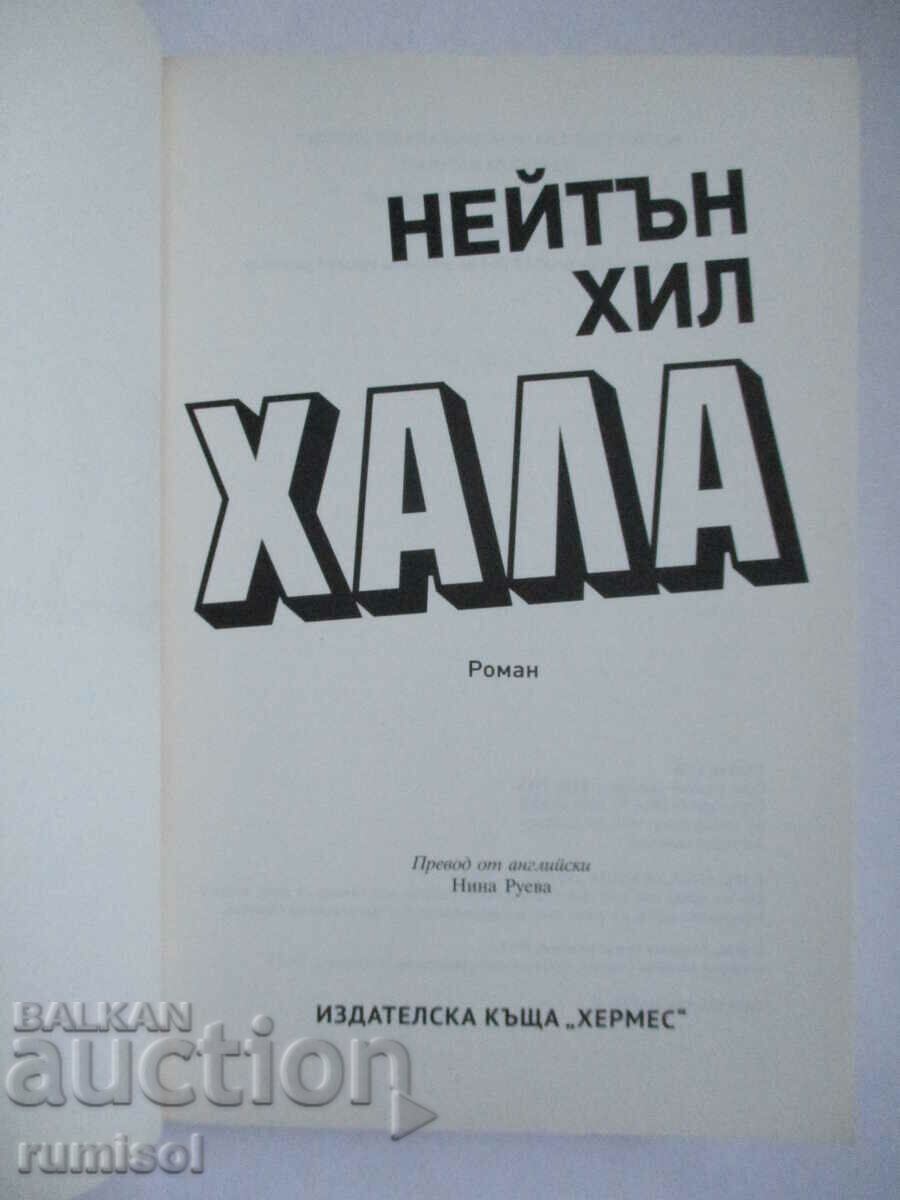 НЕЙТЪН
ХИЛ
ХАЛА
Роман
Превод от английски
Нина Руева
ИЗДАТЕЛСКА КЪЩА „ХЕРМЕС“
BALKAN
auction
rumisol